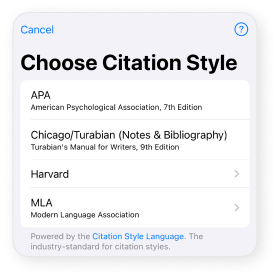 Cancel
?
Choose Citation Style
APA
American Psychological Association, 7th Edition
Chicago/Turabian (Notes & Bibliography)
Turabian's Manual for Writers, 9th Edition
Harvard
MLA
Modern Language Association
Powered by the Citation Style Language. The
industry-standard for citation styles.